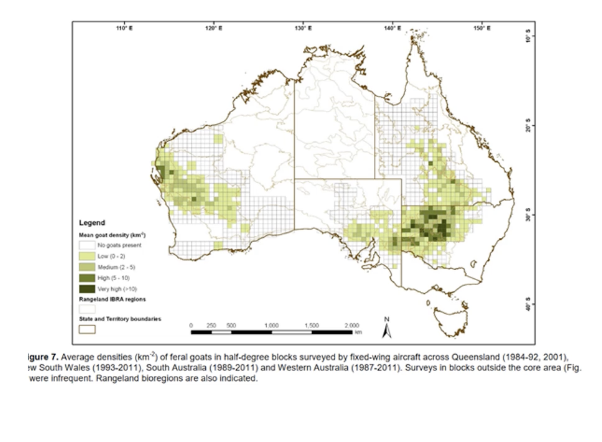 110° E 120° E 130° E 140° E 150° E
10° S
20° S
30° S
40° S
Legend
Mean goat density (km²)
No goats present
Low (0 - 2)
Medium (2 - 5)
High (5 - 10)
Very high (>10)
Rangeland IBRA regions
State and Territory boundaries
0 250 500 1,000 1,500 2,000
km
N
igure 7. Average densities (km⁻²) of feral goats in half-degree blocks surveyed by fixed-wing aircraft across Queensland (1984-92, 2001),
ew South Wales (1993-2011), South Australia (1989-2011) and Western Australia (1987-2011). Surveys in blocks outside the core area (Fig.
were infrequent. Rangeland bioregions are also indicated.